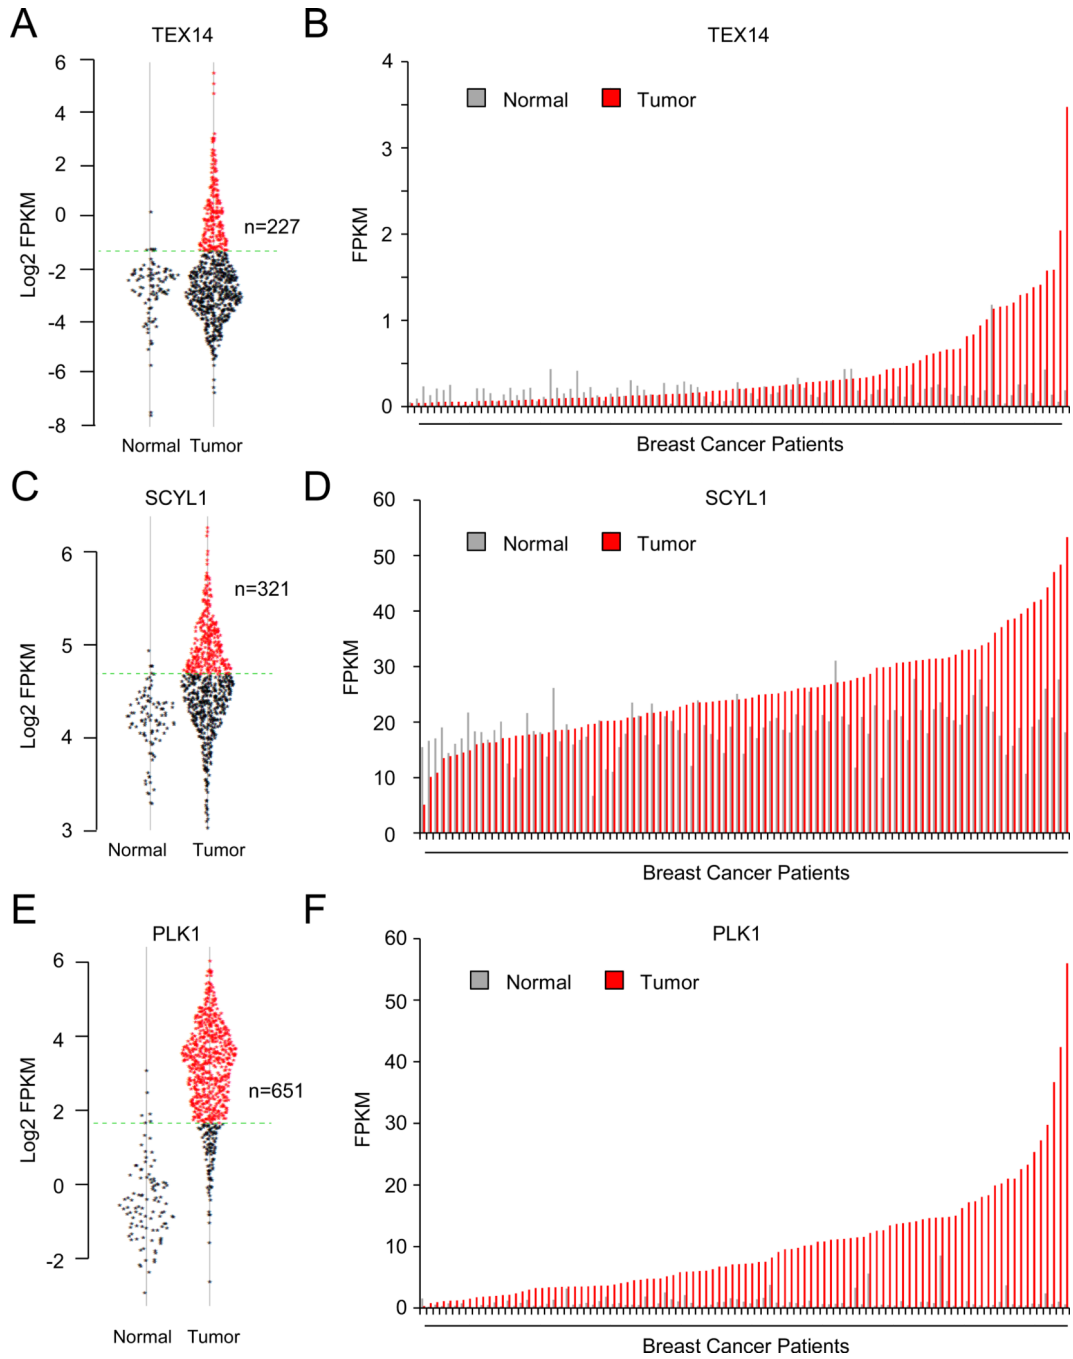 A
TEX14
6
4
2
0
-2
-4
-6
-8
Log2 FPKM
n=227
Normal Tumor
B
TEX14
Normal Tumor
4
3
2
1
0
FPKM
Breast Cancer Patients
C
SCYL1
6
5
4
3
Log2 FPKM
n=321
Normal Tumor
D
SCYL1
Normal Tumor
60
50
40
30
20
10
0
FPKM
Breast Cancer Patients
E
PLK1
6
4
2
0
-2
Log2 FPKM
n=651
Normal Tumor
F
PLK1
Normal Tumor
60
50
40
30
20
10
0
FPKM
Breast Cancer Patients